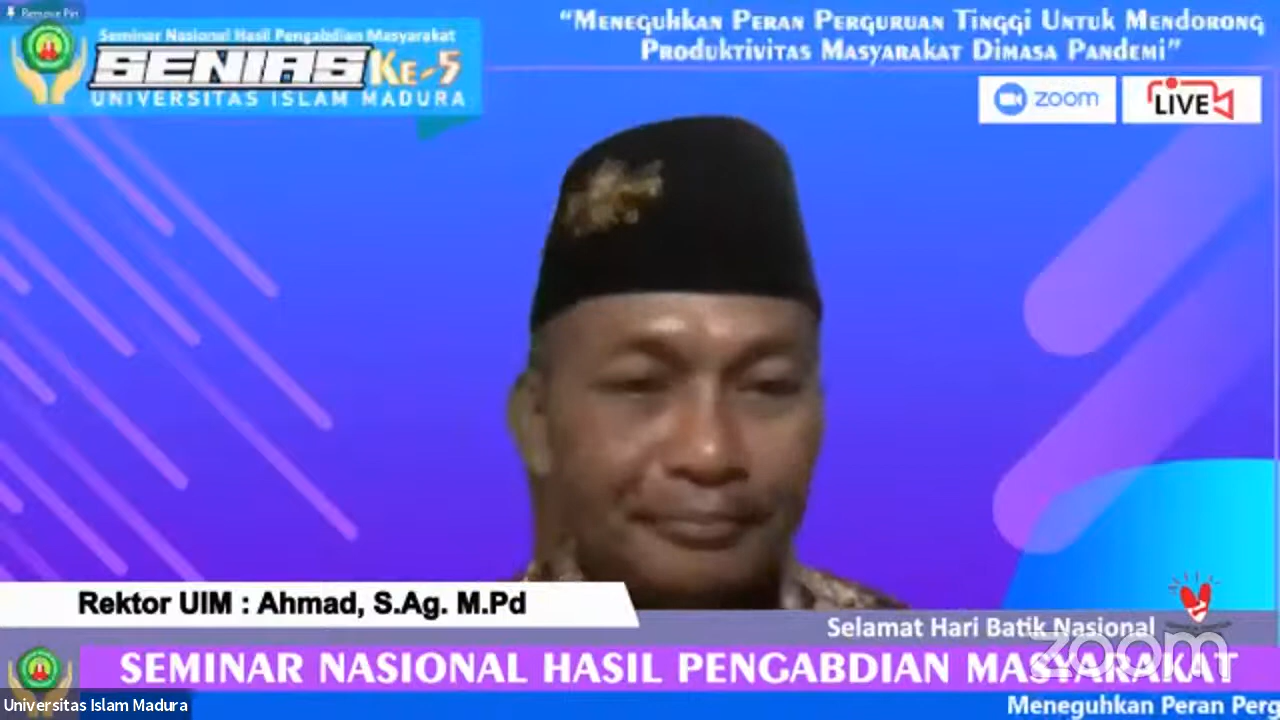 Remove Pin
Seminar Nasional Hasil Pengabdian Masyarakat
SENIAS KE-5
UNIVERSITAS ISLAM MADURA
“MENEGUHKAN PERAN PERGURUAN TINGGI UNTUK MENDORONG
PRODUKTIVITAS MASYARAKAT DIMASA PANDEMI”
zoom
LIVE
Rektor UIM : Ahmad, S.Ag. M.Pd
Selamat Hari Batik Nasional
zoom
SEMINAR NASIONAL HASIL PENGABDIAN MASYARAKAT
Universitas Islam Madura
Meneguhkan Peran Perg